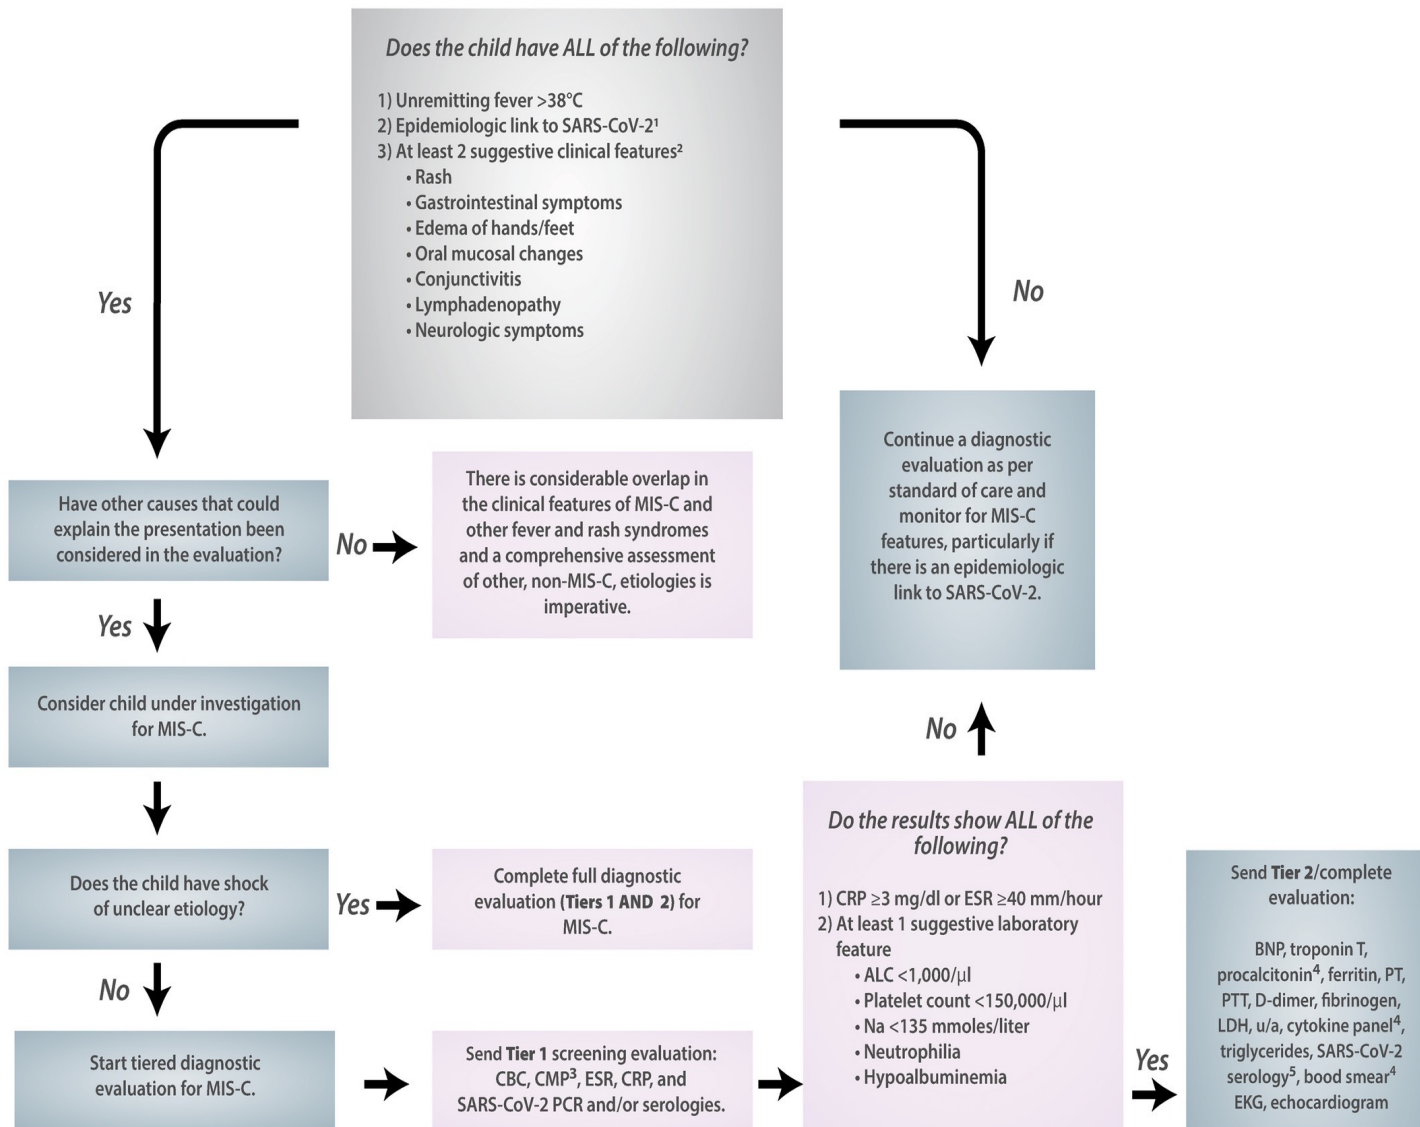 Does the child have ALL of the following?
1) Unremitting fever >38°C
2) Epidemiologic link to SARS-CoV-2¹
3) At least 2 suggestive clinical features²
• Rash
• Gastrointestinal symptoms
• Edema of hands/feet
• Oral mucosal changes
• Conjunctivitis
• Lymphadenopathy
• Neurologic symptoms
Yes
No
Have other causes that could
explain the presentation been
considered in the evaluation?
No
There is considerable overlap in
the clinical features of MIS-C and
other fever and rash syndromes
and a comprehensive assessment
of other, non-MIS-C, etiologies is
imperative.
Continue a diagnostic
evaluation as per
standard of care and
monitor for MIS-C
features, particularly if
there is an epidemiologic
link to SARS-CoV-2.
Yes
Consider child under investigation
for MIS-C.
No
Does the child have shock
of unclear etiology?
Yes
Complete full diagnostic
evaluation (Tiers 1 AND 2) for
MIS-C.
No
Start tiered diagnostic
evaluation for MIS-C.
Send Tier 1 screening evaluation:
CBC, CMP³, ESR, CRP, and
SARS-CoV-2 PCR and/or serologies.
Do the results show ALL of the
following?
1) CRP ≥3 mg/dl or ESR ≥40 mm/hour
2) At least 1 suggestive laboratory
feature
• ALC <1,000/µl
• Platelet count <150,000/µl
• Na <135 mmoles/liter
• Neutrophilia
• Hypoalbuminemia
Yes
Send Tier 2/complete
evaluation:
BNP, troponin T,
procalcitonin⁴, ferritin, PT,
PTT, D-dimer, fibrinogen,
LDH, u/a, cytokine panel⁴,
triglycerides, SARS-CoV-2
serology⁵, bood smear⁴
EKG, echocardiogram